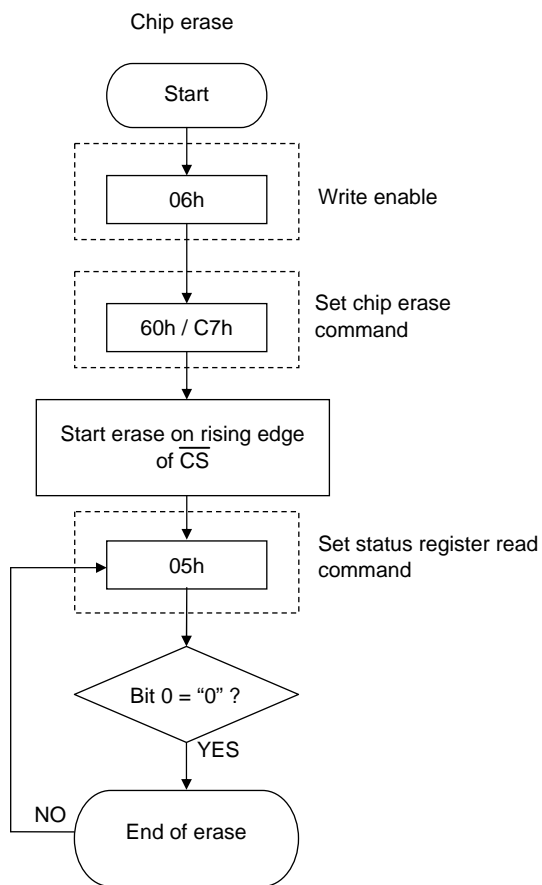 Chip erase
Start
06h
Write enable
60h / C7h
Set chip erase
command
Start erase on rising edge
of C̅S̅
05h
Set status register read
command
Bit 0 = “0” ?
YES
NO
End of erase